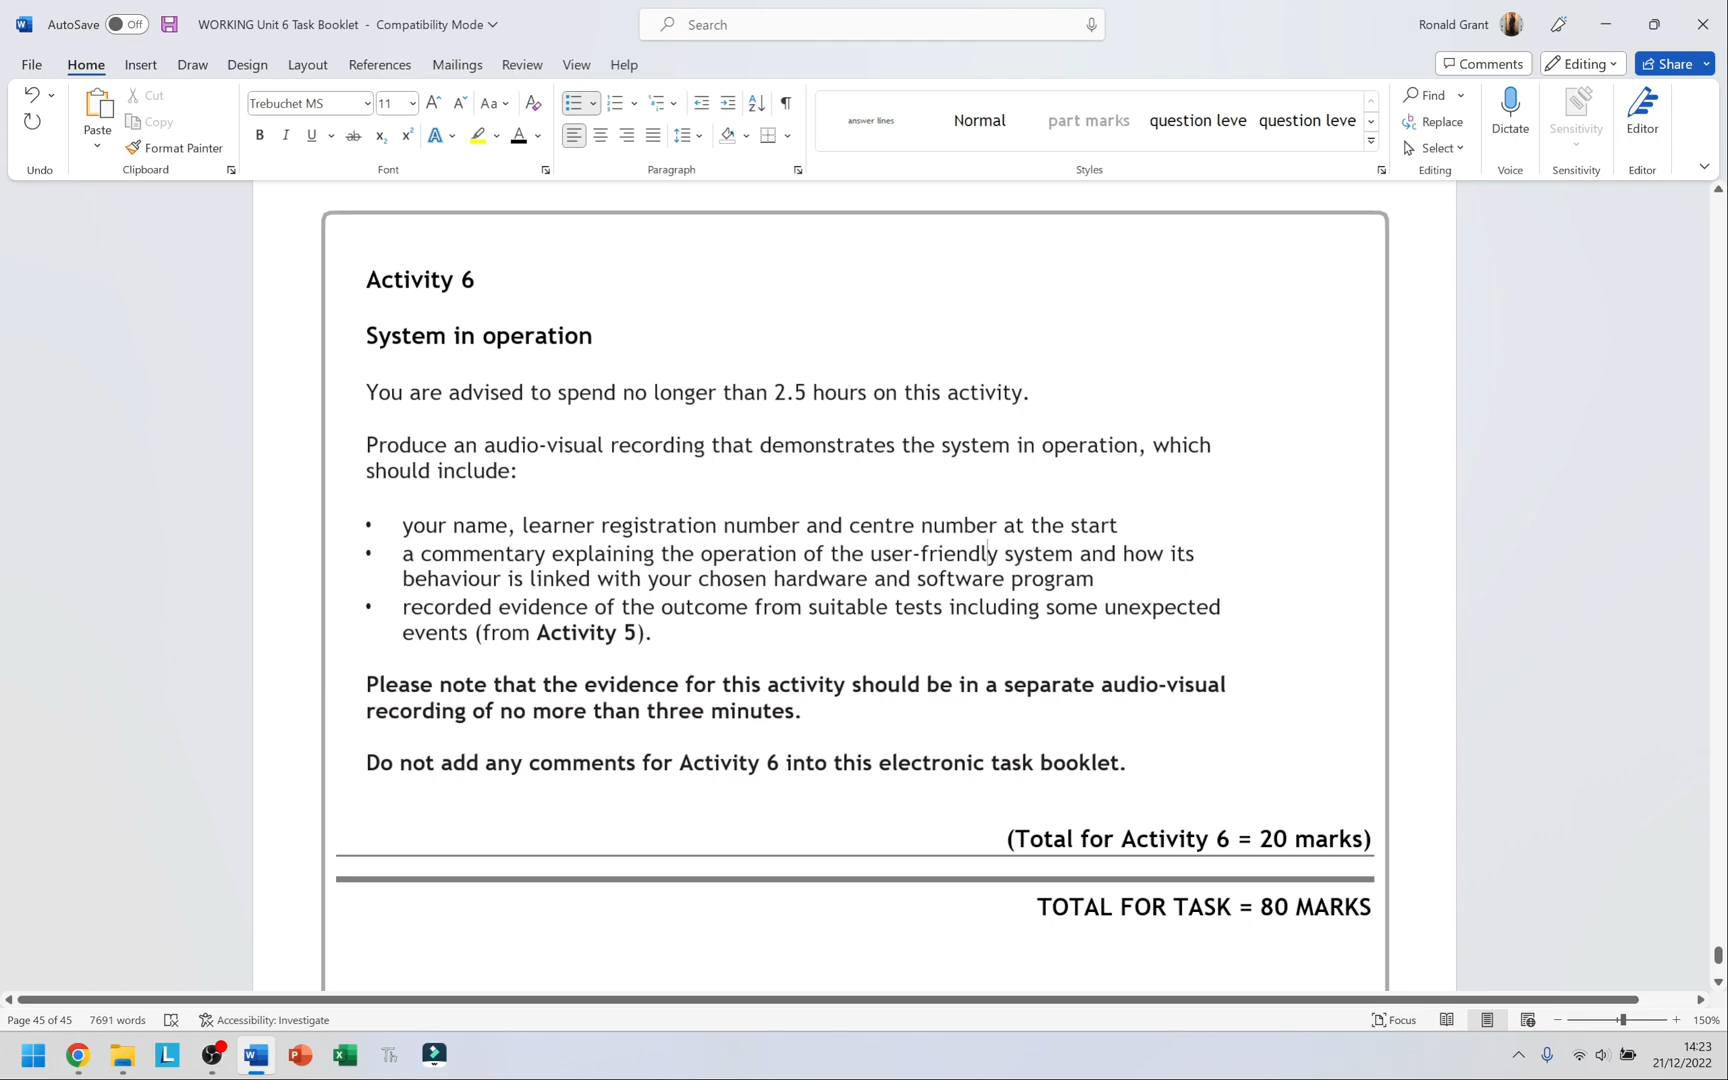 AutoSave Off WORKING Unit 6 Task Booklet - Compatibility Mode Search Ronald Grant
File Home Insert Draw Design Layout References Mailings Review View Help Comments Editing Share
Paste Cut Copy Format Painter
Trebuchet MS 11
answer lines Normal part marks question leve question leve
Find Replace Select Dictate Sensitivity Editor
Undo Clipboard Font Paragraph Styles Editing Voice Sensitivity Editor
Activity 6
System in operation
You are advised to spend no longer than 2.5 hours on this activity.
Produce an audio-visual recording that demonstrates the system in operation, which
should include:
• your name, learner registration number and centre number at the start
• a commentary explaining the operation of the user-friendly system and how its
behaviour is linked with your chosen hardware and software program
• recorded evidence of the outcome from suitable tests including some unexpected
events (from Activity 5).
Please note that the evidence for this activity should be in a separate audio-visual
recording of no more than three minutes.
Do not add any comments for Activity 6 into this electronic task booklet.
(Total for Activity 6 = 20 marks)
TOTAL FOR TASK = 80 MARKS
Page 45 of 45 7691 words Accessibility: Investigate Focus 150%
14:23
21/12/2022